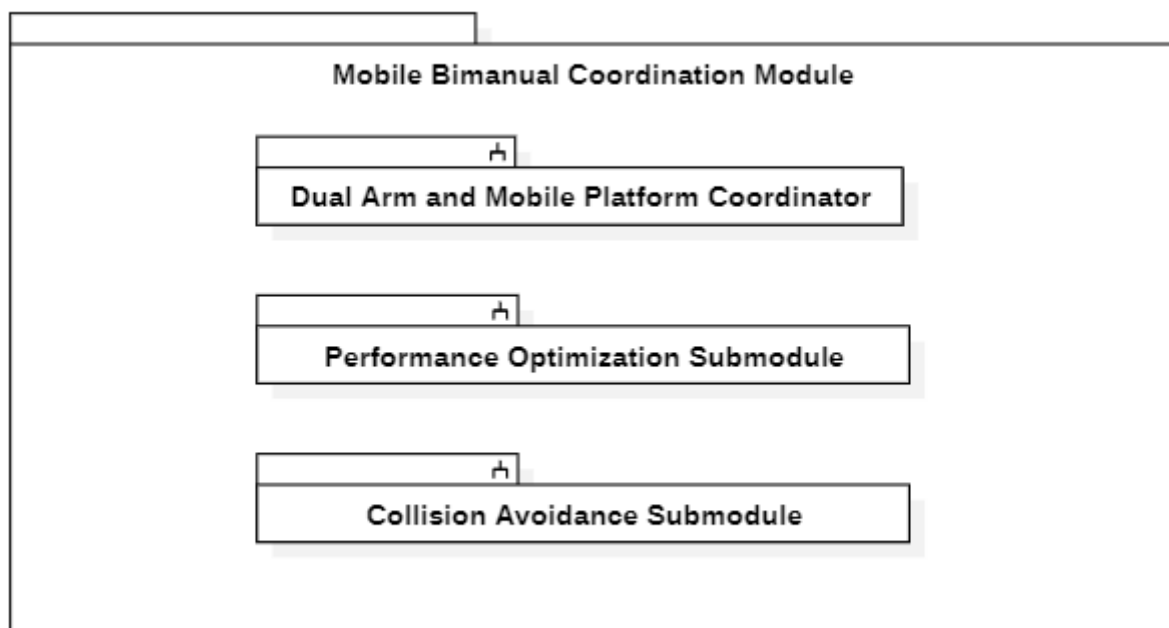 Mobile Bimanual Coordination Module
Dual Arm and Mobile Platform Coordinator
Performance Optimization Submodule
Collision Avoidance Submodule